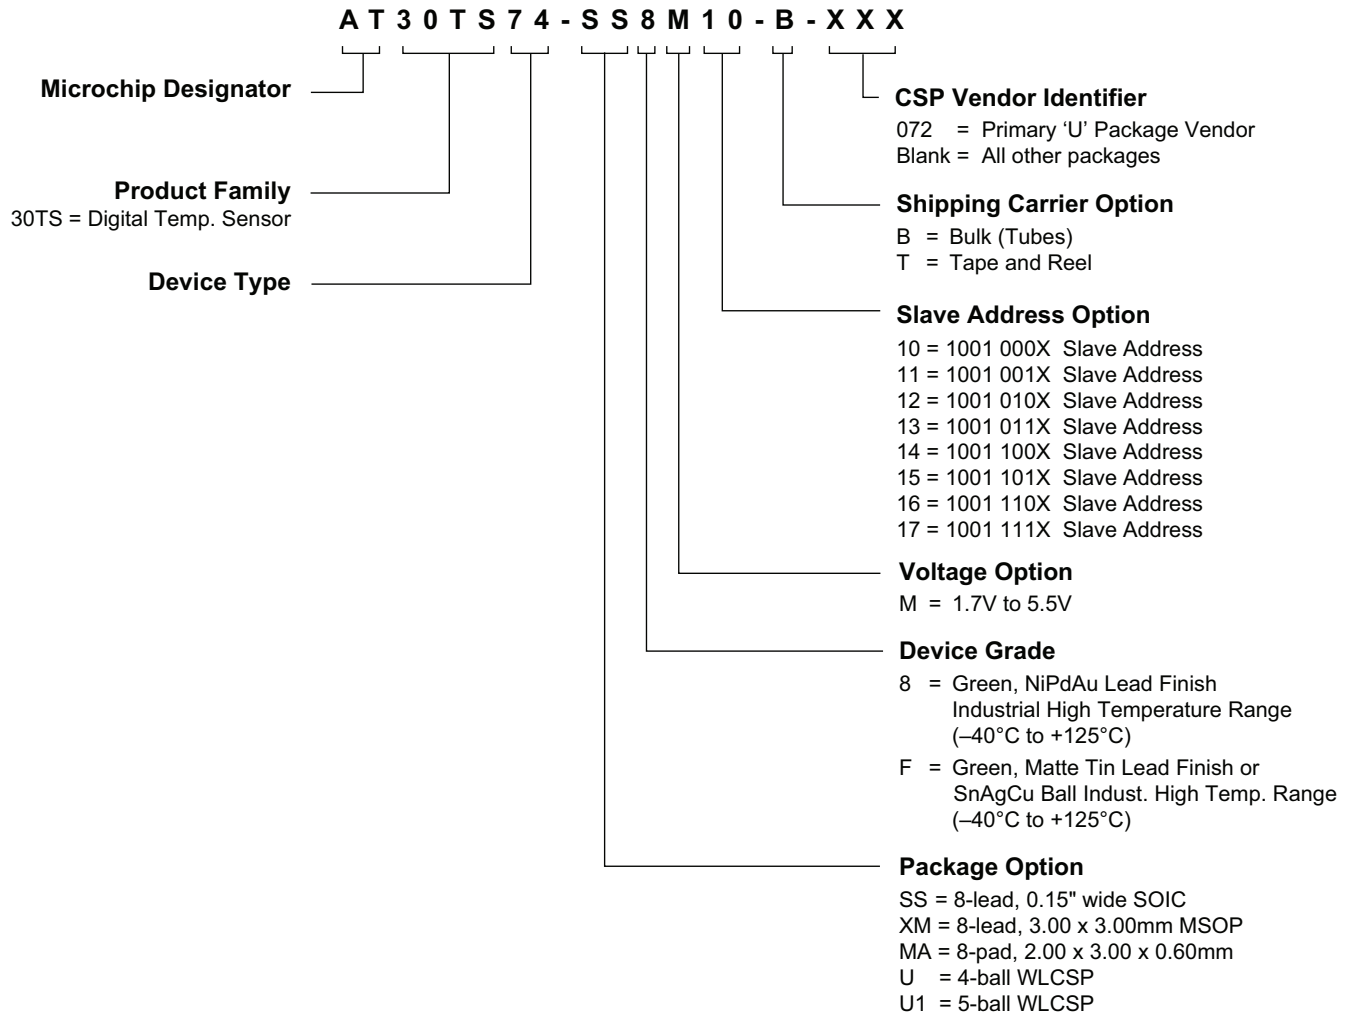 AT30TS74-SS8M10-B-XXX
Microchip Designator
Product Family
30TS = Digital Temp. Sensor
Device Type
CSP Vendor Identifier
072 = Primary ‘U’ Package Vendor
Blank = All other packages
Shipping Carrier Option
B = Bulk (Tubes)
T = Tape and Reel
Slave Address Option
10 = 1001 000X Slave Address
11 = 1001 001X Slave Address
12 = 1001 010X Slave Address
13 = 1001 011X Slave Address
14 = 1001 100X Slave Address
15 = 1001 101X Slave Address
16 = 1001 110X Slave Address
17 = 1001 111X Slave Address
Voltage Option
M = 1.7V to 5.5V
Device Grade
8 = Green, NiPdAu Lead Finish
Industrial High Temperature Range
(–40°C to +125°C)
F = Green, Matte Tin Lead Finish or
SnAgCu Ball Indust. High Temp. Range
(–40°C to +125°C)
Package Option
SS = 8-lead, 0.15" wide SOIC
XM = 8-lead, 3.00 x 3.00mm MSOP
MA = 8-pad, 2.00 x 3.00 x 0.60mm
U = 4-ball WLCSP
U1 = 5-ball WLCSP